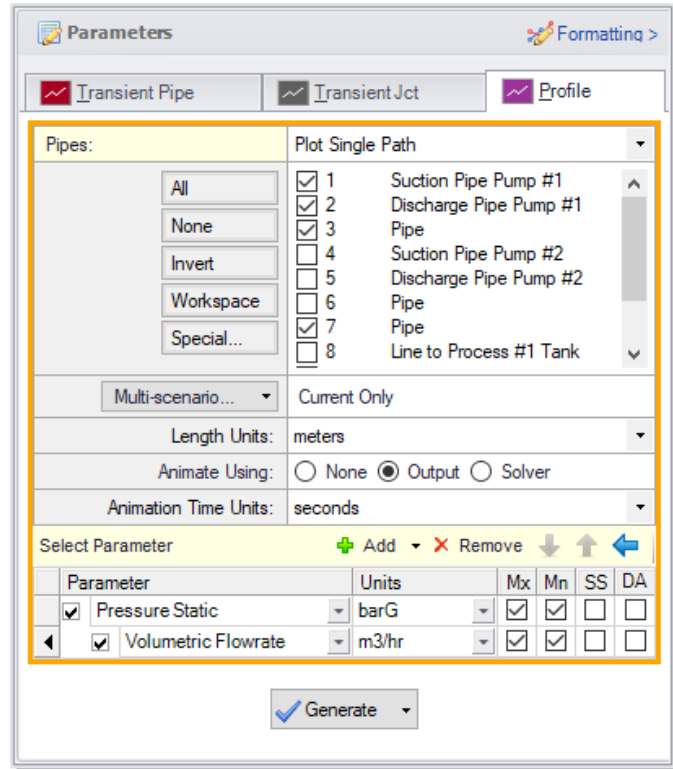 Parameters
Formatting >
Transient Pipe
Transient Jct
Profile
Pipes:
Plot Single Path
All
None
Invert
Workspace
Special...
1 Suction Pipe Pump #1
2 Discharge Pipe Pump #1
3 Pipe
4 Suction Pipe Pump #2
5 Discharge Pipe Pump #2
6 Pipe
7 Pipe
8 Line to Process #1 Tank
Multi-scenario...
Current Only
Length Units:
meters
Animate Using:
None Output Solver
Animation Time Units:
seconds
Select Parameter
Add Remove
Parameter Units Mx Mn SS DA
Pressure Static barG
Volumetric Flowrate m3/hr
Generate